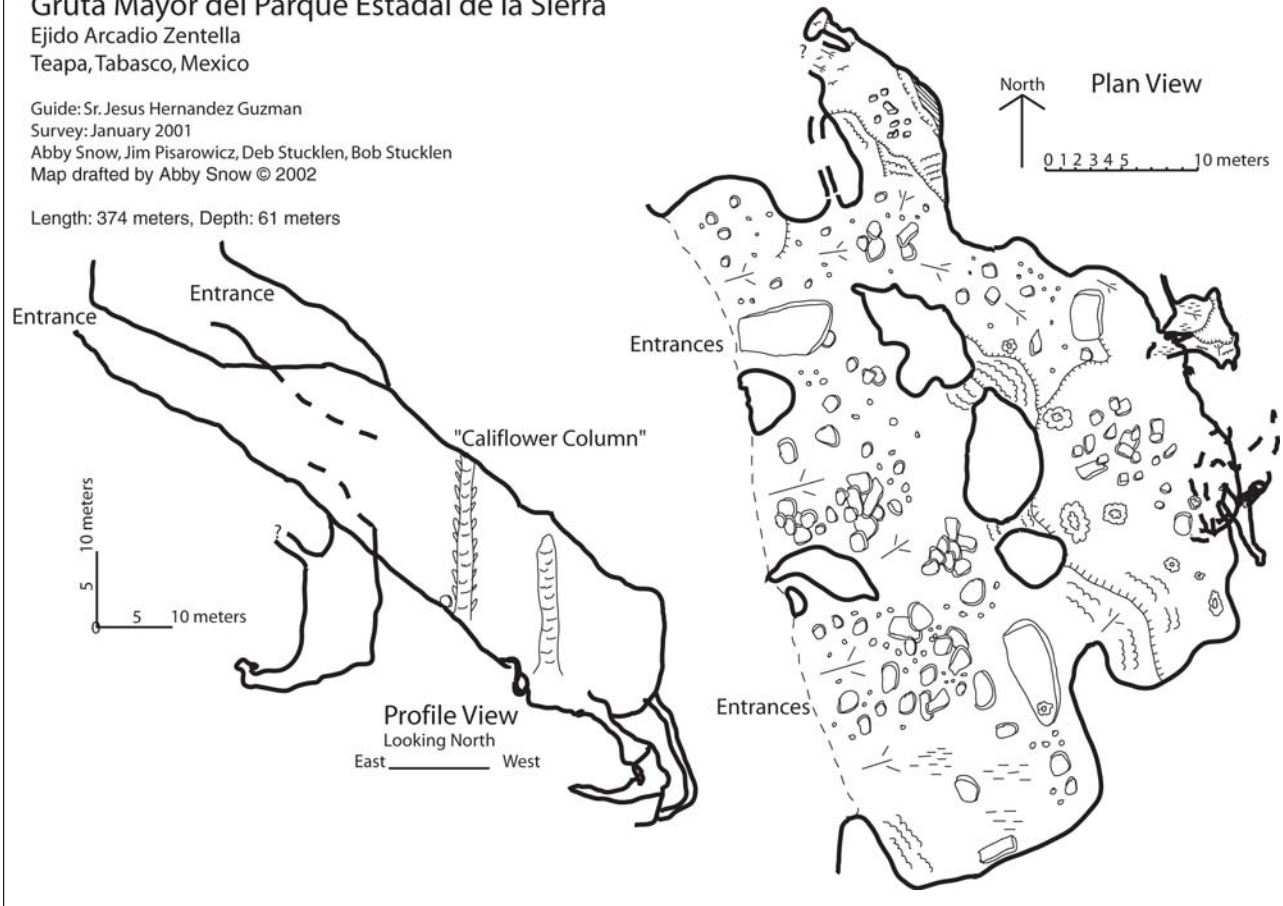 Gruta Mayor del Parque Estadal de la Sierra
Ejido Arcadio Zentella
Teapa, Tabasco, Mexico
Guide: Sr. Jesus Hernandez Guzman
Survey: January 2001
Abby Snow, Jim Pisarowicz, Deb Stucklen, Bob Stucklen
Map drafted by Abby Snow © 2002
Length: 374 meters, Depth: 61 meters
?
North
Plan View
0 1 2 3 4 5 10 meters
Entrance
Entrance
Entrances
"Califlower Column"
10 meters
5
?
0
5 10 meters
Entrances
Profile View
Looking North
East West